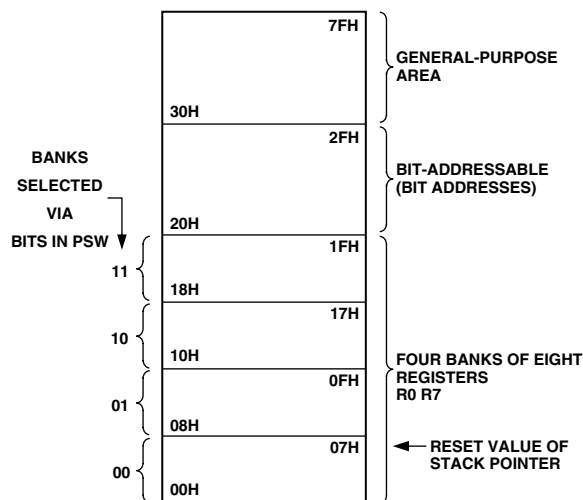 7FH
GENERAL-PURPOSE
AREA
30H
2FH
BANKS
SELECTED
VIA
BITS IN PSW
BIT-ADDRESSABLE
(BIT ADDRESSES)
20H
1FH
11
18H
17H
10
10H
FOUR BANKS OF EIGHT
REGISTERS
R0 R7
0FH
01
08H
07H
RESET VALUE OF
STACK POINTER
00
00H